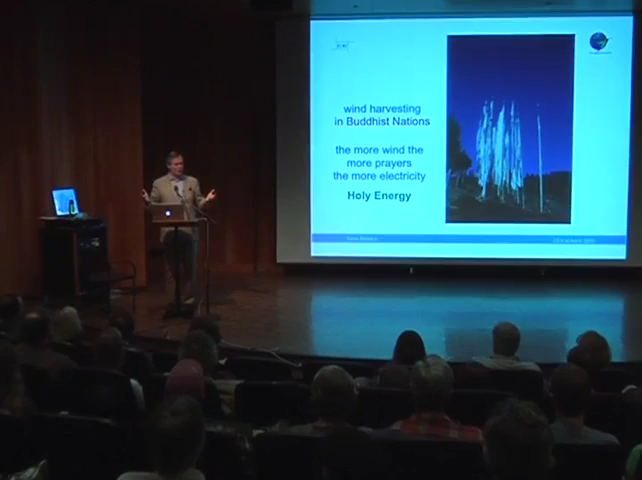 wind harvesting
in Buddhist Nations
the more wind the
more prayers
the more electricity
Holy Energy